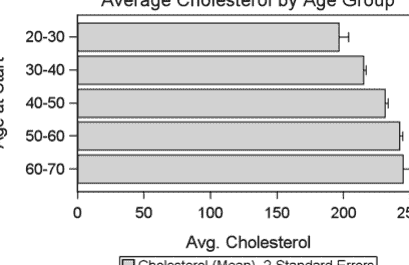 Average Cholesterol by Age Group
Age at Start
20-30
30-40
40-50
50-60
60-70
0 50 100 150 200
Avg. Cholesterol
Cholesterol (Mean), 2 Standard Errors